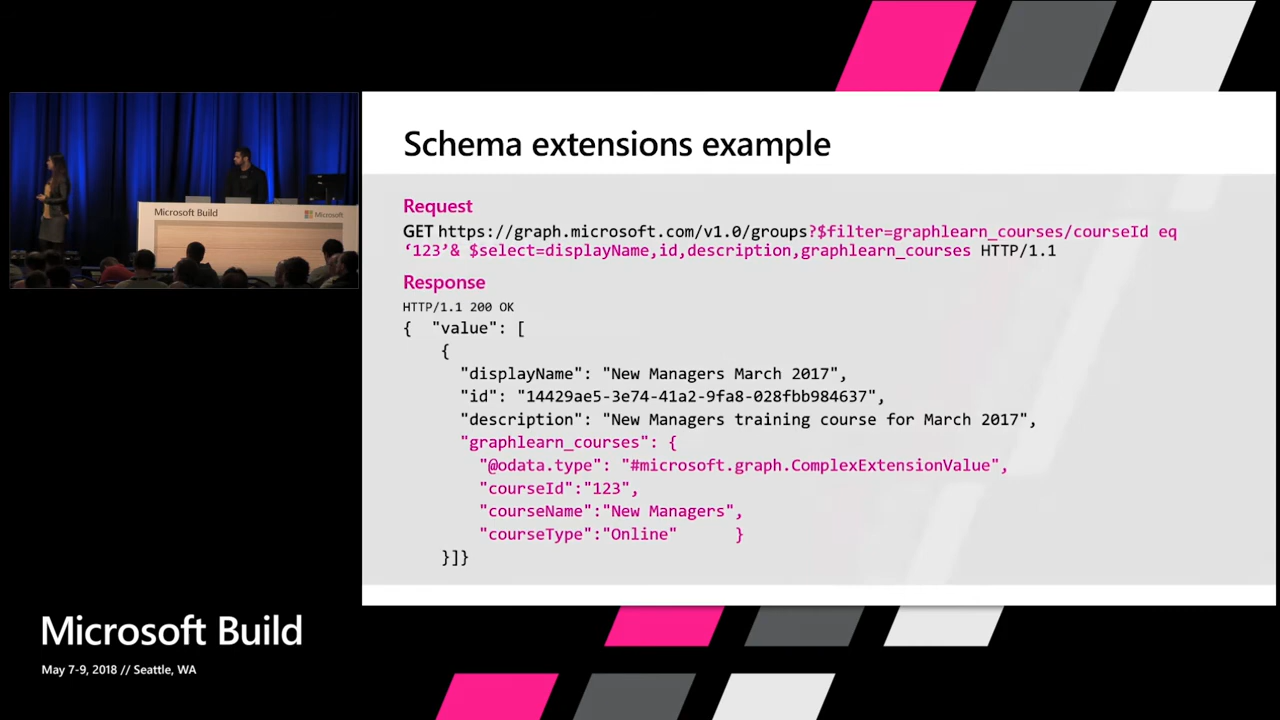 Schema extensions example
Request
GET https://graph.microsoft.com/v1.0/groups?$filter=graphlearn_courses/courseId eq
‘123’& $select=displayName,id,description,graphlearn_courses HTTP/1.1
Response
HTTP/1.1 200 OK
{  "value": [
{
"displayName": "New Managers March 2017",
"id": "14429ae5-3e74-41a2-9fa8-028fbb984637",
"description": "New Managers training course for March 2017",
"graphlearn_courses": {
"@odata.type": "#microsoft.graph.ComplexExtensionValue",
"courseId":"123",
"courseName":"New Managers",
"courseType":"Online"      }
}]}
Microsoft Build
Microsoft
Microsoft Build
May 7-9, 2018 // Seattle, WA